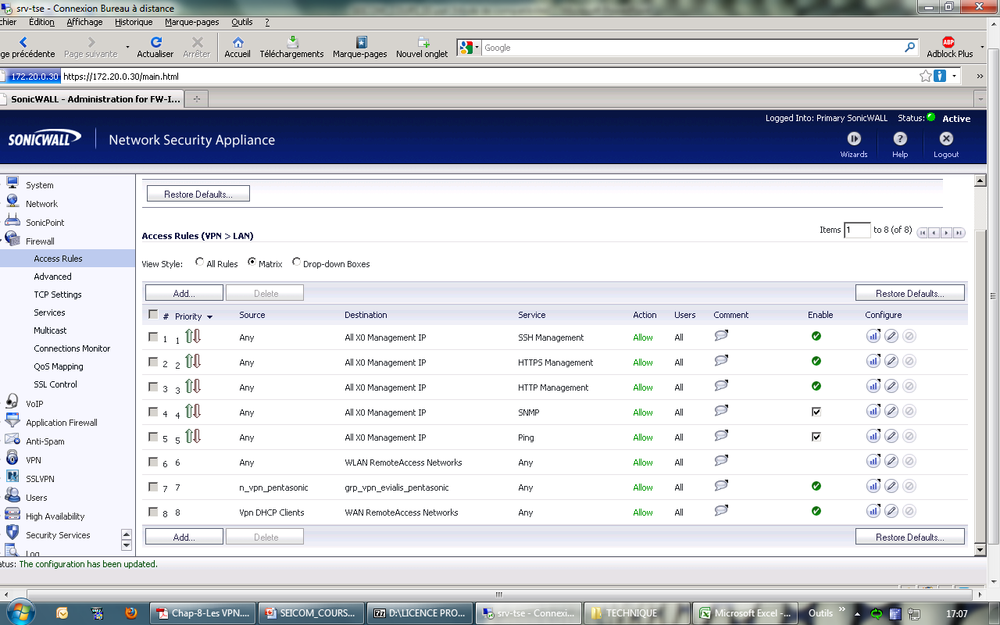 srv-tse - Connexion Bureau à distance
chier Édition Affichage Historique Marque-pages Outils ?
ge précédente Page suivante Actualiser Arrêter Accueil Téléchargements Marque-pages Nouvel onglet Google Adblock Plus
ABP
172.20.0.30 https://172.20.0.30/main.html
SonicWALL - Administration for FW-I...
Logged Into: Primary SonicWALL Status: Active
SONICWALL Network Security Appliance
Wizards Help Logout
System
Network
SonicPoint
Firewall
Access Rules
Advanced
TCP Settings
Services
Multicast
Connections Monitor
QoS Mapping
SSL Control
VoIP
Application Firewall
Anti-Spam
VPN
SSLVPN
Users
High Availability
Security Services
Log
Restore Defaults...
Access Rules (VPN > LAN) Items 1 to 8 (of 8)
View Style: All Rules Matrix Drop-down Boxes
Add... Delete Restore Defaults...
# Priority Source Destination Service Action Users Comment Enable Configure
1 1 Any All X0 Management IP SSH Management Allow All
2 2 Any All X0 Management IP HTTPS Management Allow All
3 3 Any All X0 Management IP HTTP Management Allow All
4 4 Any All X0 Management IP SNMP Allow All
5 5 Any All X0 Management IP Ping Allow All
6 6 Any WLAN RemoteAccess Networks Any Allow All
7 7 n_vpn_pentasonic grp_vpn_evialis_pentasonic Any Allow All
8 8 Vpn DHCP Clients WAN RemoteAccess Networks Any Allow All
Add... Delete Restore Defaults...
atus: The configuration has been updated.
Chap-8-Les VPN.... SEICOM_COURS... D:\LICENCE PRO... srv-tse - Connexi... TECHNIQUE Microsoft Excel -... Outils » 17:07